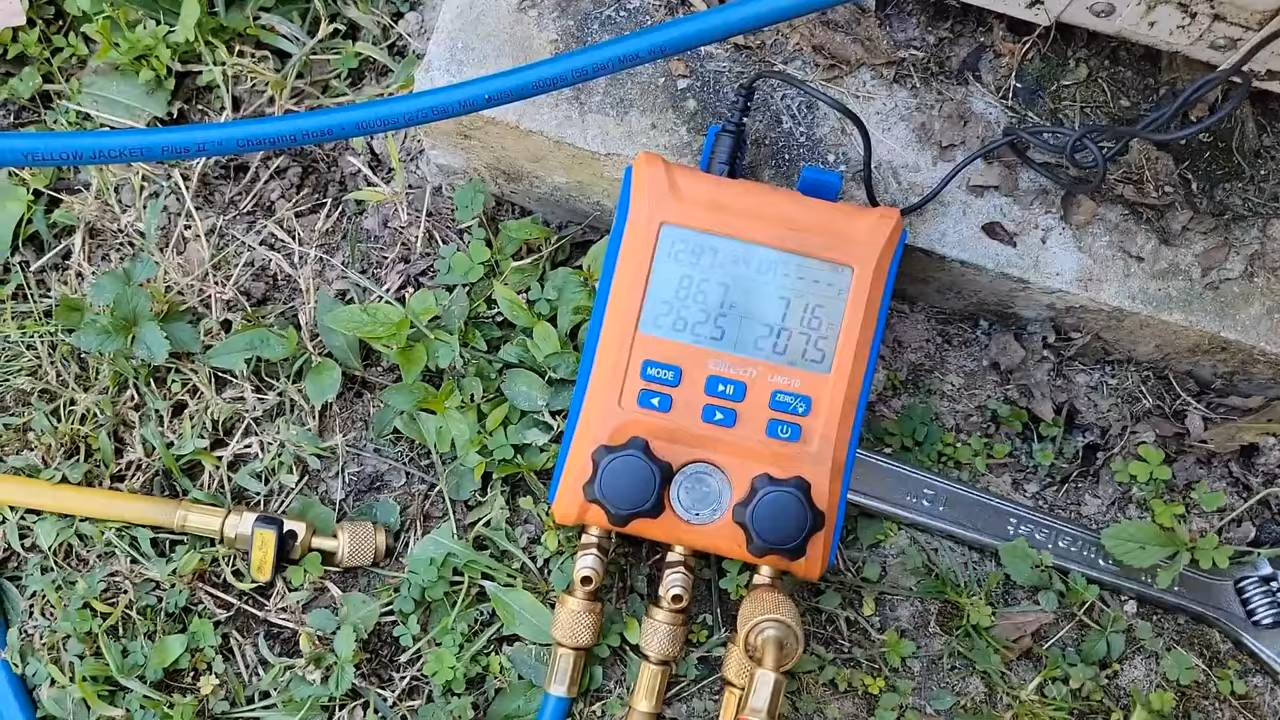 YELLOW JACKET® Plus II™ Charging Hose • 4000psi (275 Bar) Min. burst • 800psi (55 Bar) Max. w.p.
86.7 F 71.6 F
262.5 207.5
elitech LMG-10
MODE
ZERO/
12"